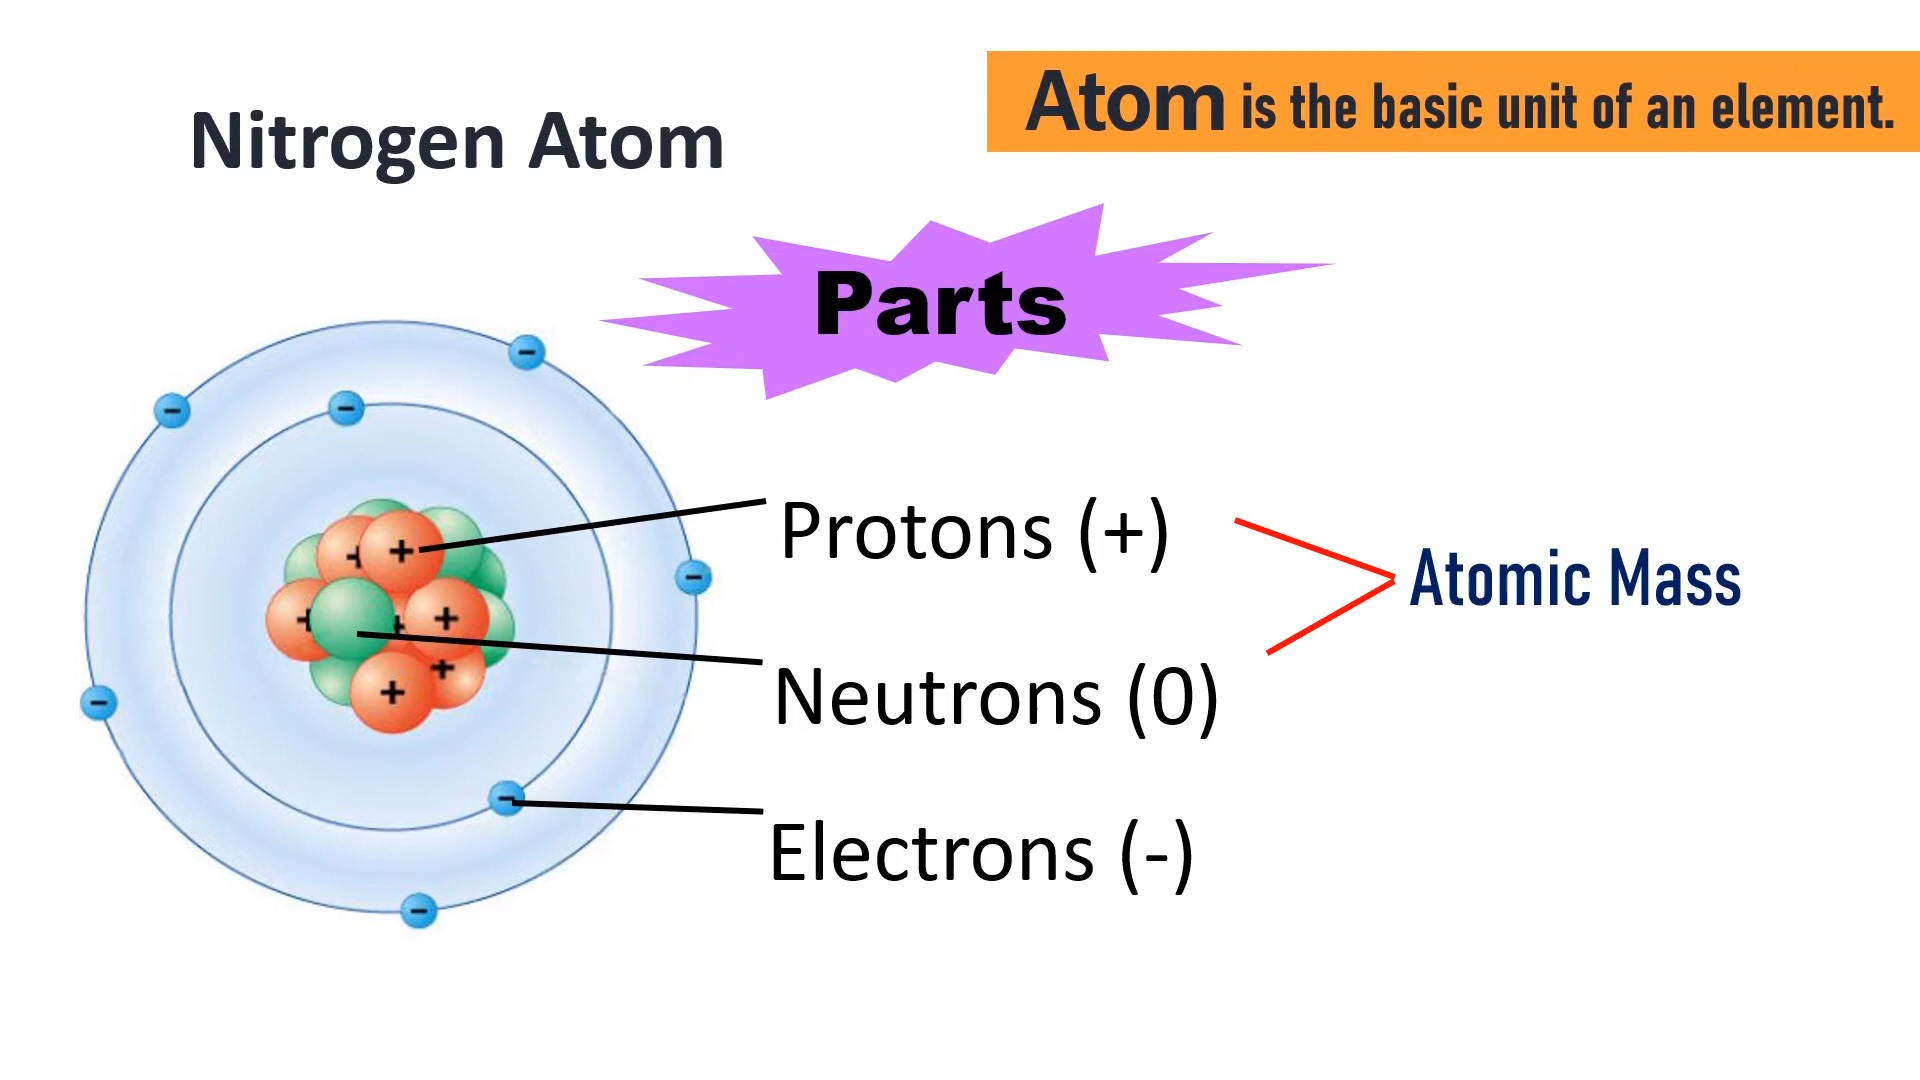 Atom is the basic unit of an element.
Nitrogen Atom
Parts
Protons (+)
Atomic Mass
Neutrons (0)
Electrons (-)